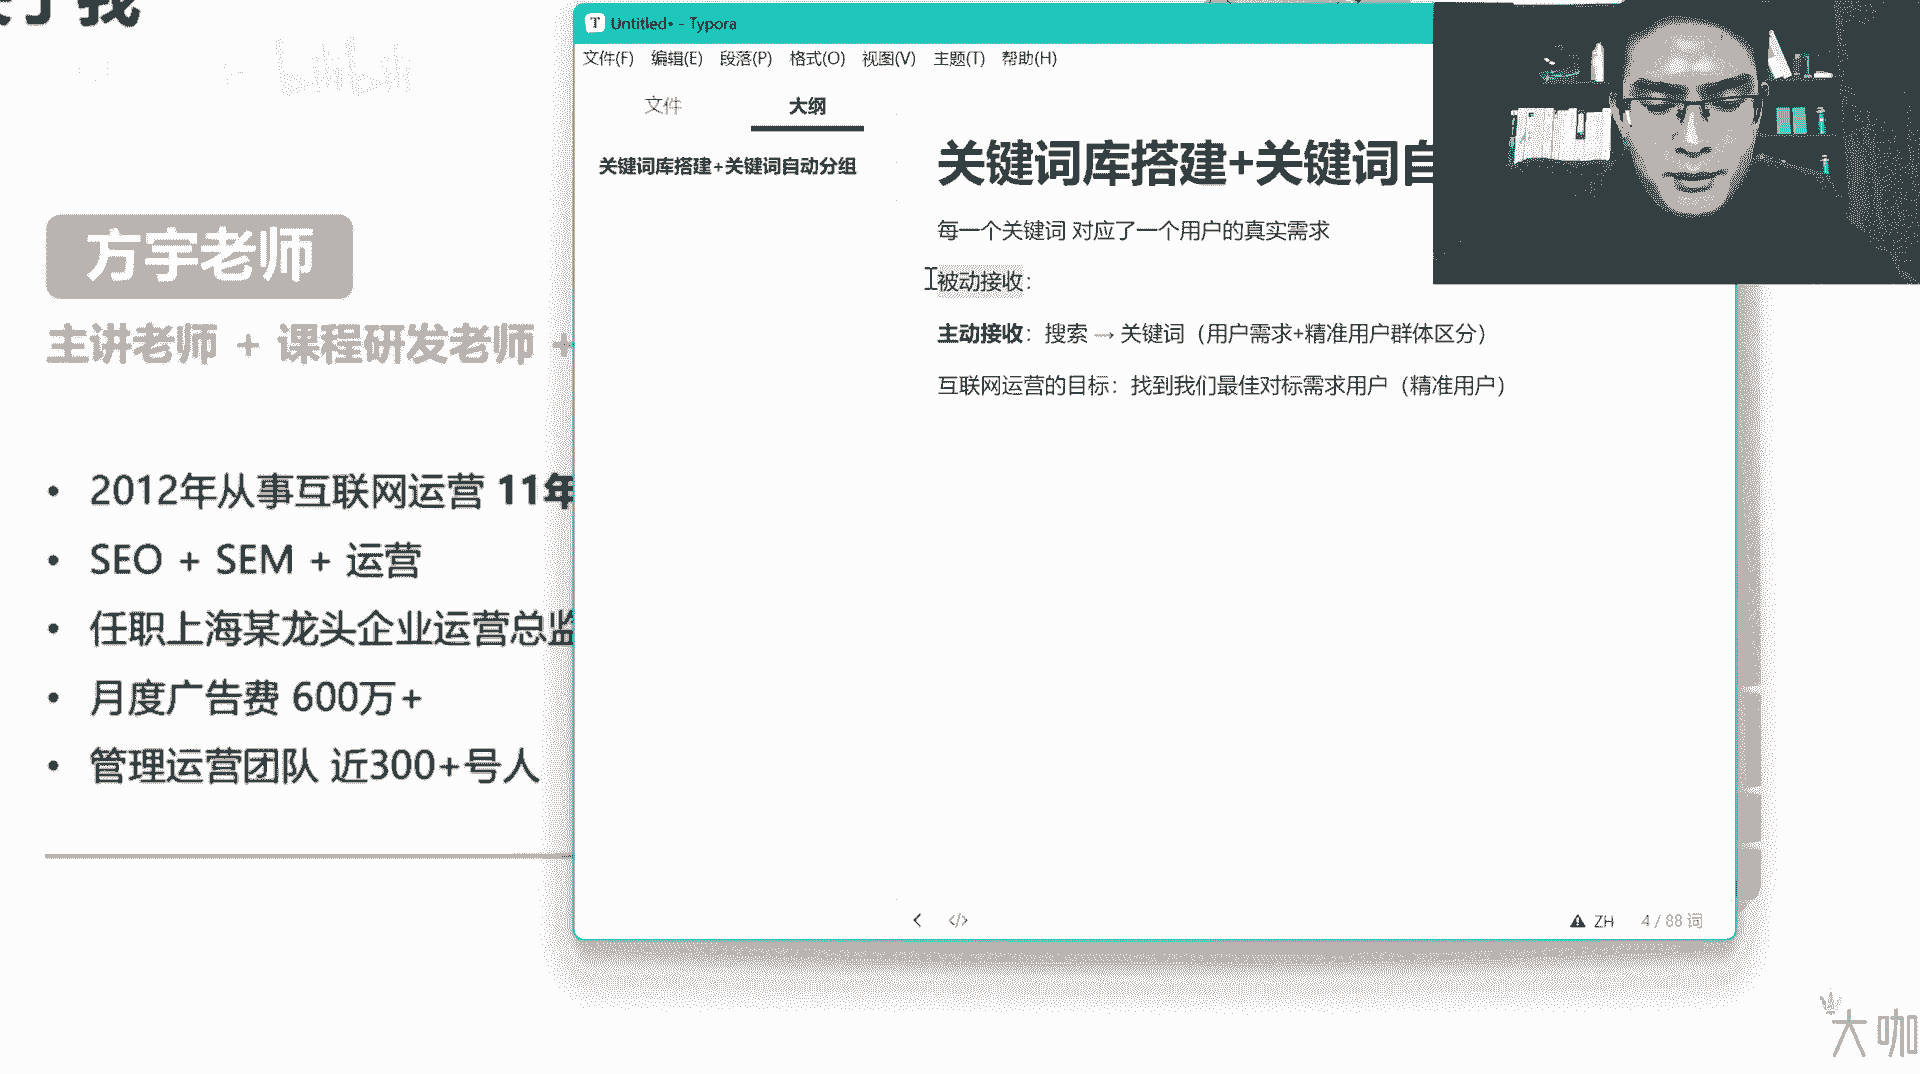 bilibili
方宇老师
主讲老师 + 课程研发老师 +
• 2012年从事互联网运营 11年
• SEO + SEM + 运营
• 任职上海某龙头企业运营总监
• 月度广告费 600万+
• 管理运营团队 近300+号人
Untitled• - Typora
文件(F) 编辑(E) 段落(P) 格式(O) 视图(V) 主题(T) 帮助(H)
文件 大纲
关键词库搭建+关键词自动分组
关键词库搭建+关键词自
每一个关键词 对应了一个用户的真实需求
被动接收：
主动接收：搜索 → 关键词（用户需求+精准用户群体区分）
互联网运营的目标：找到我们最佳对标需求用户（精准用户）
ZH 4 / 88 词
大咖